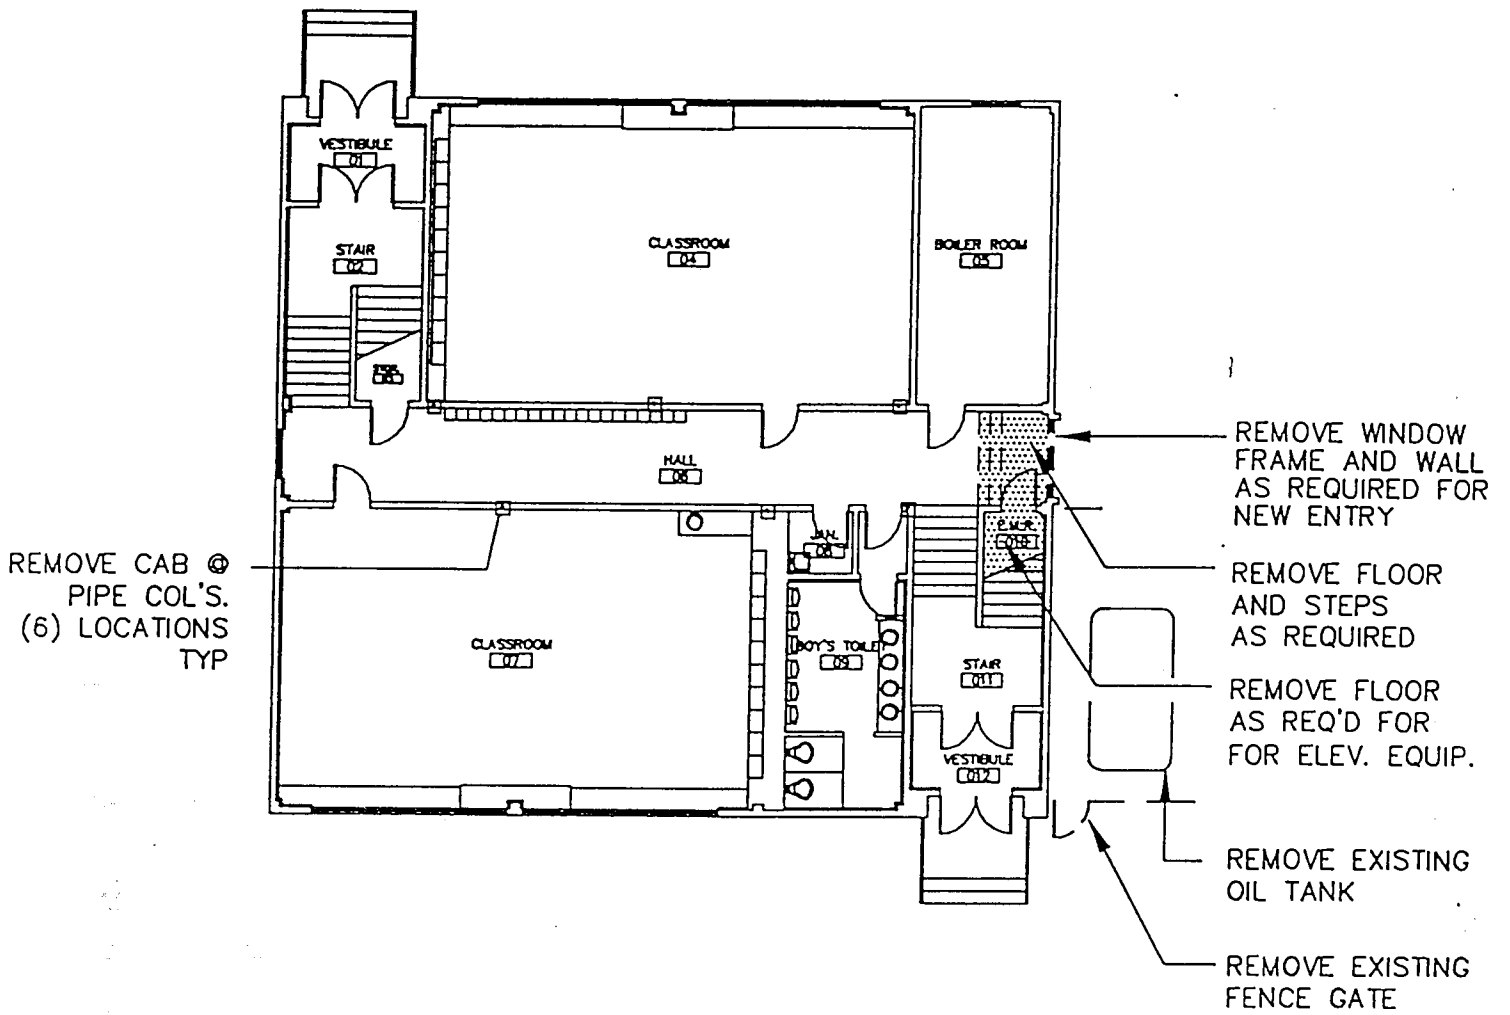 VESTIBULE
01
STAIR
02
CLASSROOM
04
BOILER ROOM
05
HALL
06
REMOVE WINDOW
FRAME AND WALL
AS REQUIRED FOR
NEW ENTRY
REMOVE CAB @
PIPE COL'S.
(6) LOCATIONS
TYP
JAN.
08
E.M.R.
010
REMOVE FLOOR
AND STEPS
AS REQUIRED
CLASSROOM
07
BOY'S TOILET
09
STAIR
011
REMOVE FLOOR
AS REQ'D FOR
FOR ELEV. EQUIP.
VESTIBULE
012
REMOVE EXISTING
OIL TANK
REMOVE EXISTING
FENCE GATE